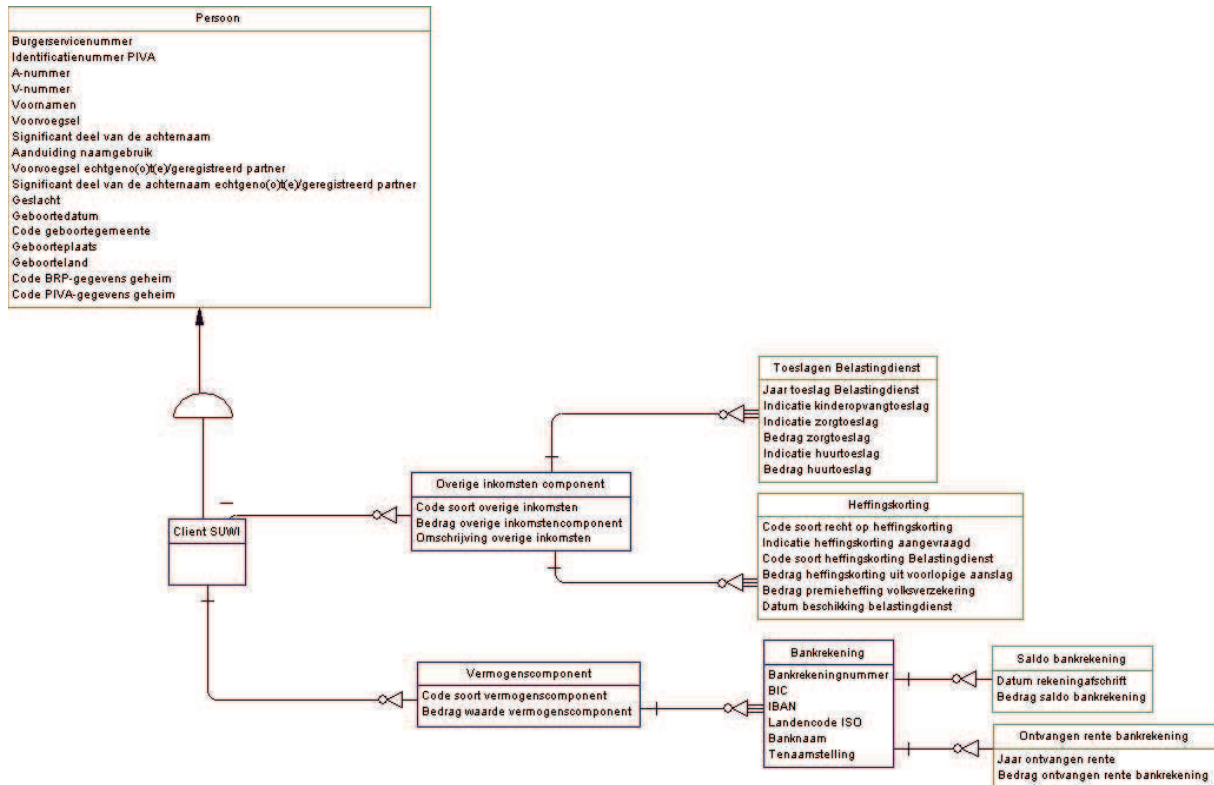 Persoon
Burgerservicenummer
Identificatienummer PIVA
A-nummer
V-nummer
Voornamen
Voorvoegsel
Significant deel van de achternaam
Aanduiding naamgebruik
Voorvoegsel echtgeno(o)t(e)/geregistreerd partner
Significant deel van de achternaam echtgeno(o)t(e)/geregistreerd partner
Geslacht
Geboortedatum
Code geboortegemeente
Geboorteplaats
Geboorteland
Code BRP-gegevens geheim
Code PIVA-gegevens geheim
Toeslagen Belastingdienst
Jaar toeslag Belastingdienst
Indicatie kinderopvangtoeslag
Indicatie zorgtoeslag
Bedrag zorgtoeslag
Indicatie huurtoeslag
Bedrag huurtoeslag
Overige inkomsten component
Code soort overige inkomsten
Bedrag overige inkomstencomponent
Omschrijving overige inkomsten
Client SUWI
Heffingskorting
Code soort recht op heffingskorting
Indicatie heffingskorting aangevraagd
Code soort heffingskorting Belastingdienst
Bedrag heffingskorting uit voorlopige aanslag
Bedrag premieheffing volksverzekering
Datum beschikking belastingdienst
Vermogenscomponent
Code soort vermogenscomponent
Bedrag waarde vermogenscomponent
Bankrekening
Bankrekeningnummer
BIC
IBAN
Landencode ISO
Banknaam
Tenaamstelling
Saldo bankrekening
Datum rekeningafschrift
Bedrag saldo bankrekening
Ontvangen rente bankrekening
Jaar ontvangen rente
Bedrag ontvangen rente bankrekening